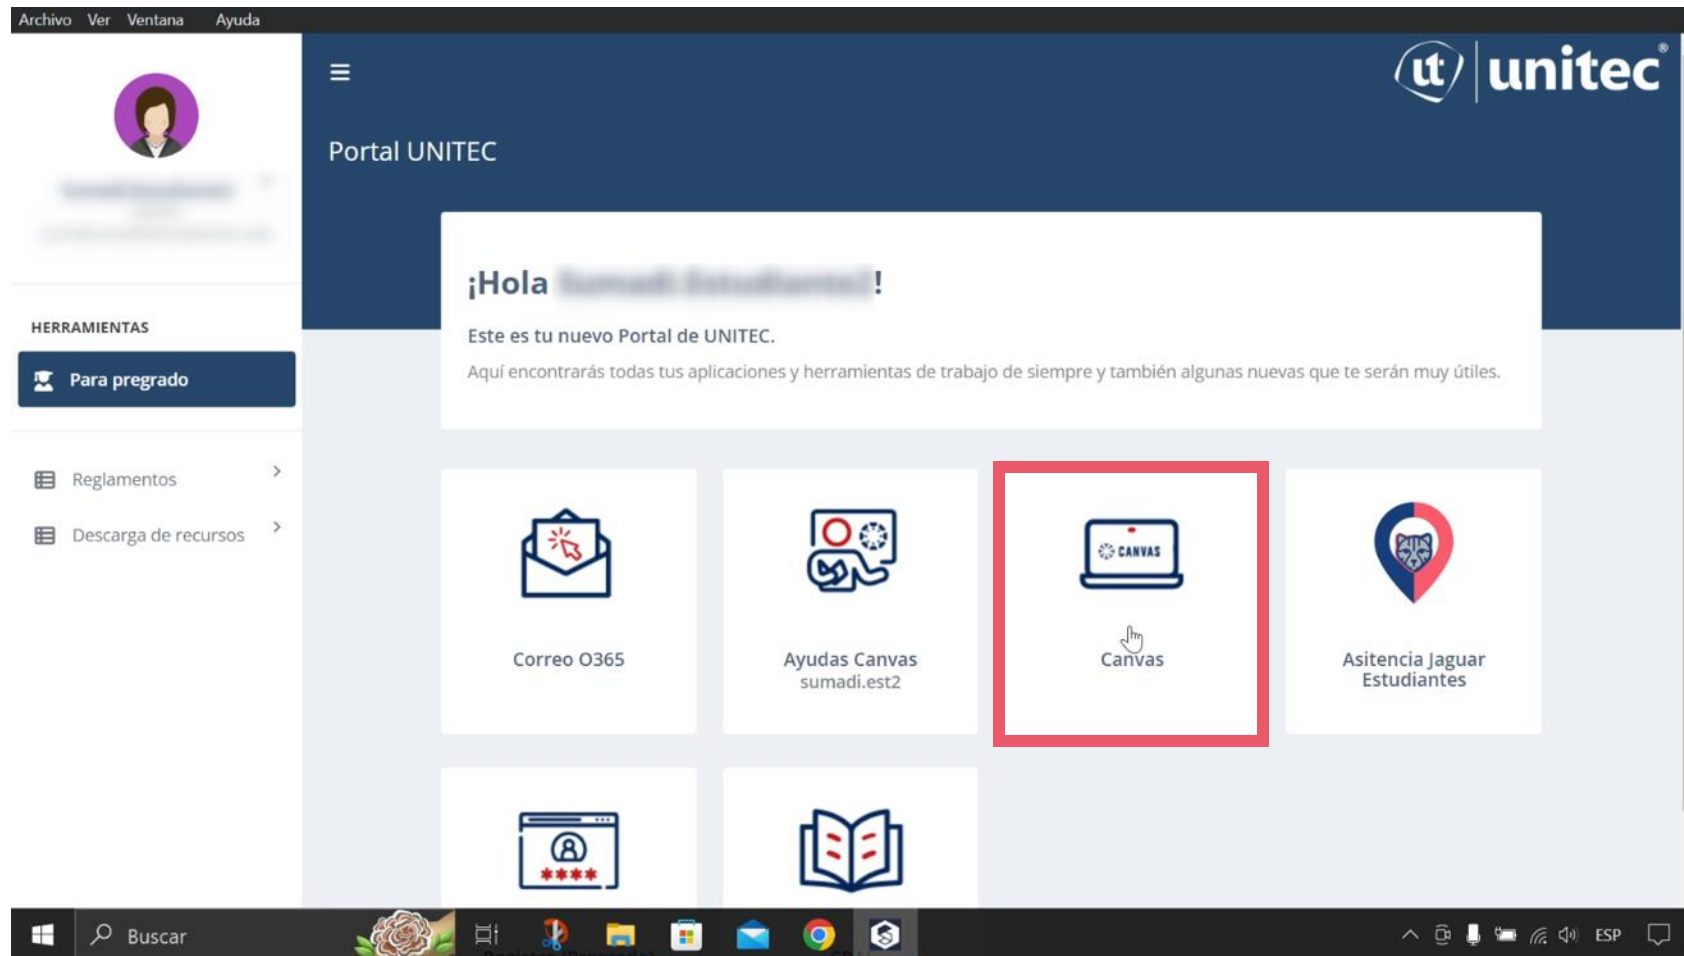 Archivo Ver Ventana Ayuda
unitec®
Portal UNITEC
¡Hola !
Este es tu nuevo Portal de UNITEC.
Aquí encontrarás todas tus aplicaciones y herramientas de trabajo de siempre y también algunas nuevas que te serán muy útiles.
HERRAMIENTAS
Para pregrado
Reglamentos
Descarga de recursos
Correo O365
Ayudas Canvas
sumadi.est2
CANVAS
Canvas
Asitencia Jaguar
Estudiantes
Buscar
ESP